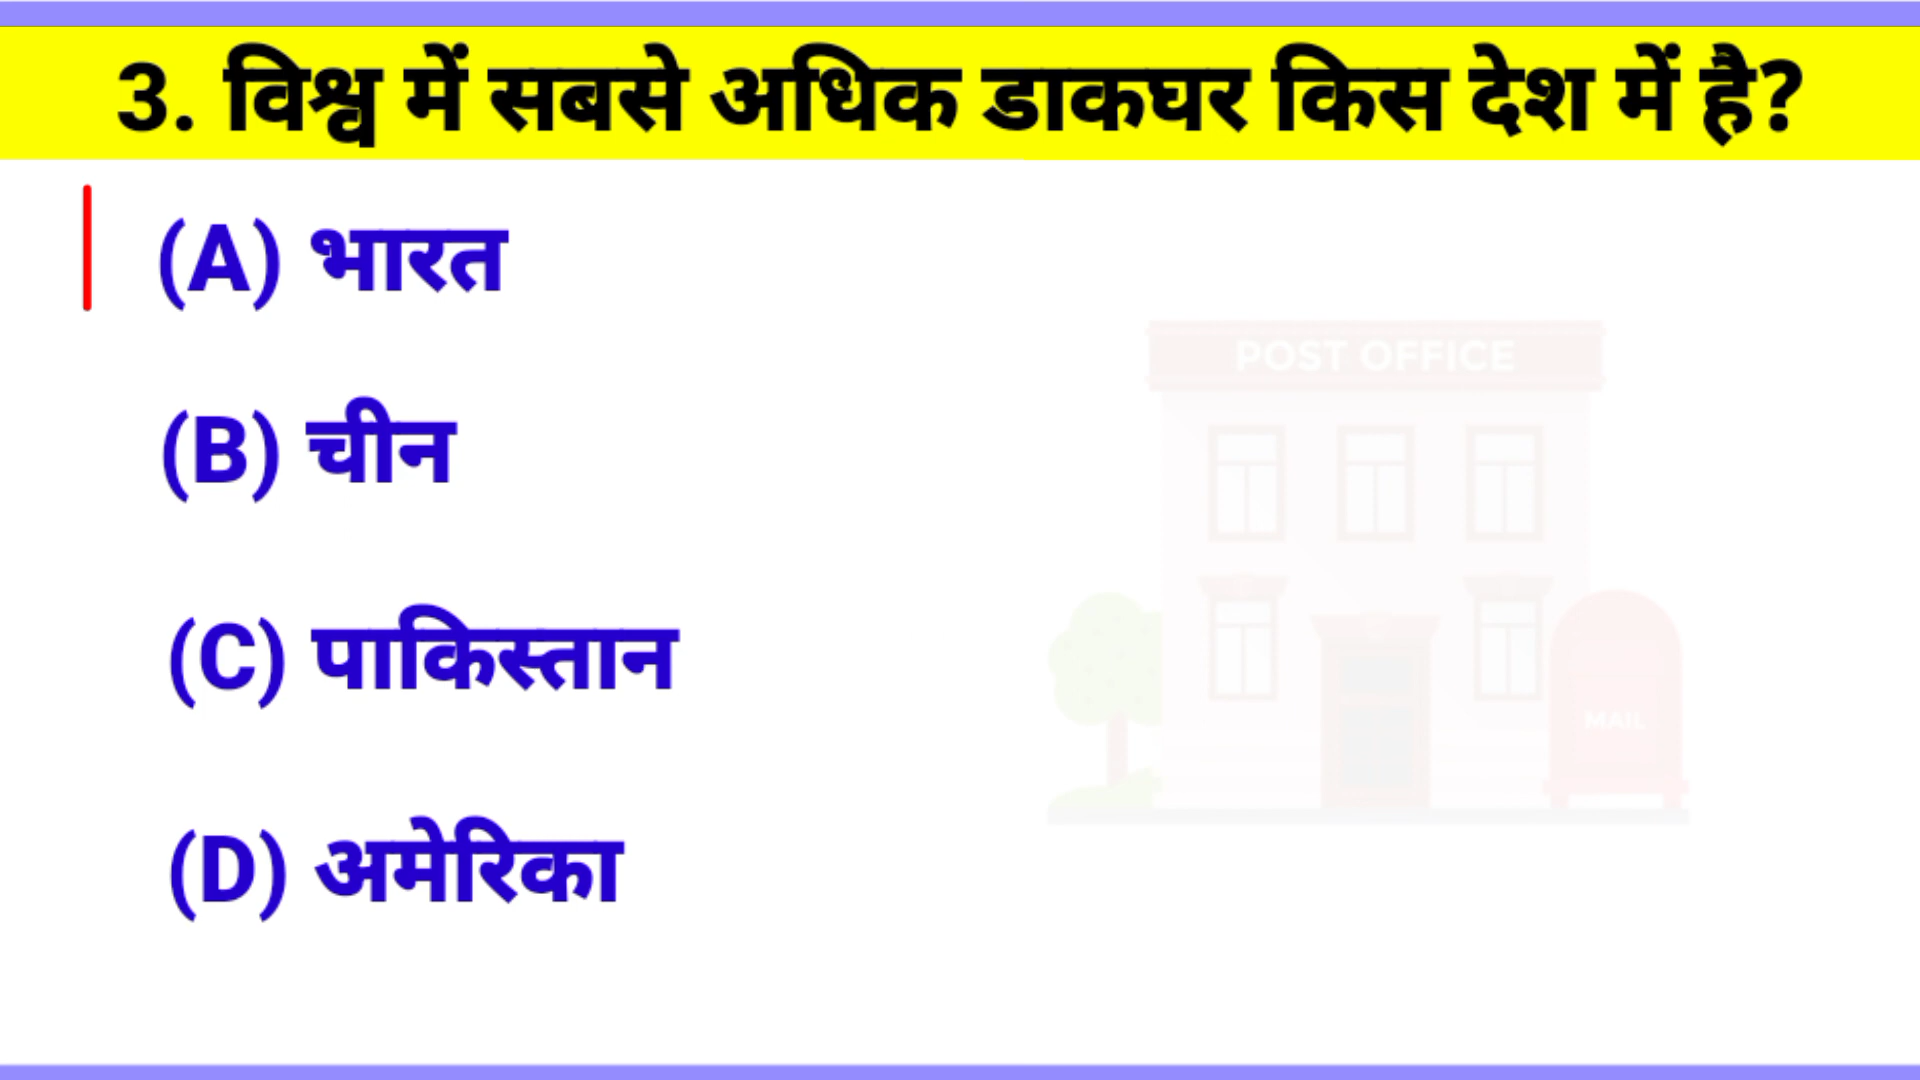 3. विश्व में सबसे अधिक डाकघर किस देश में है?
(A) भारत
POST OFFICE
(B) चीन
(C) पाकिस्तान
MAIL
(D) अमेरिका